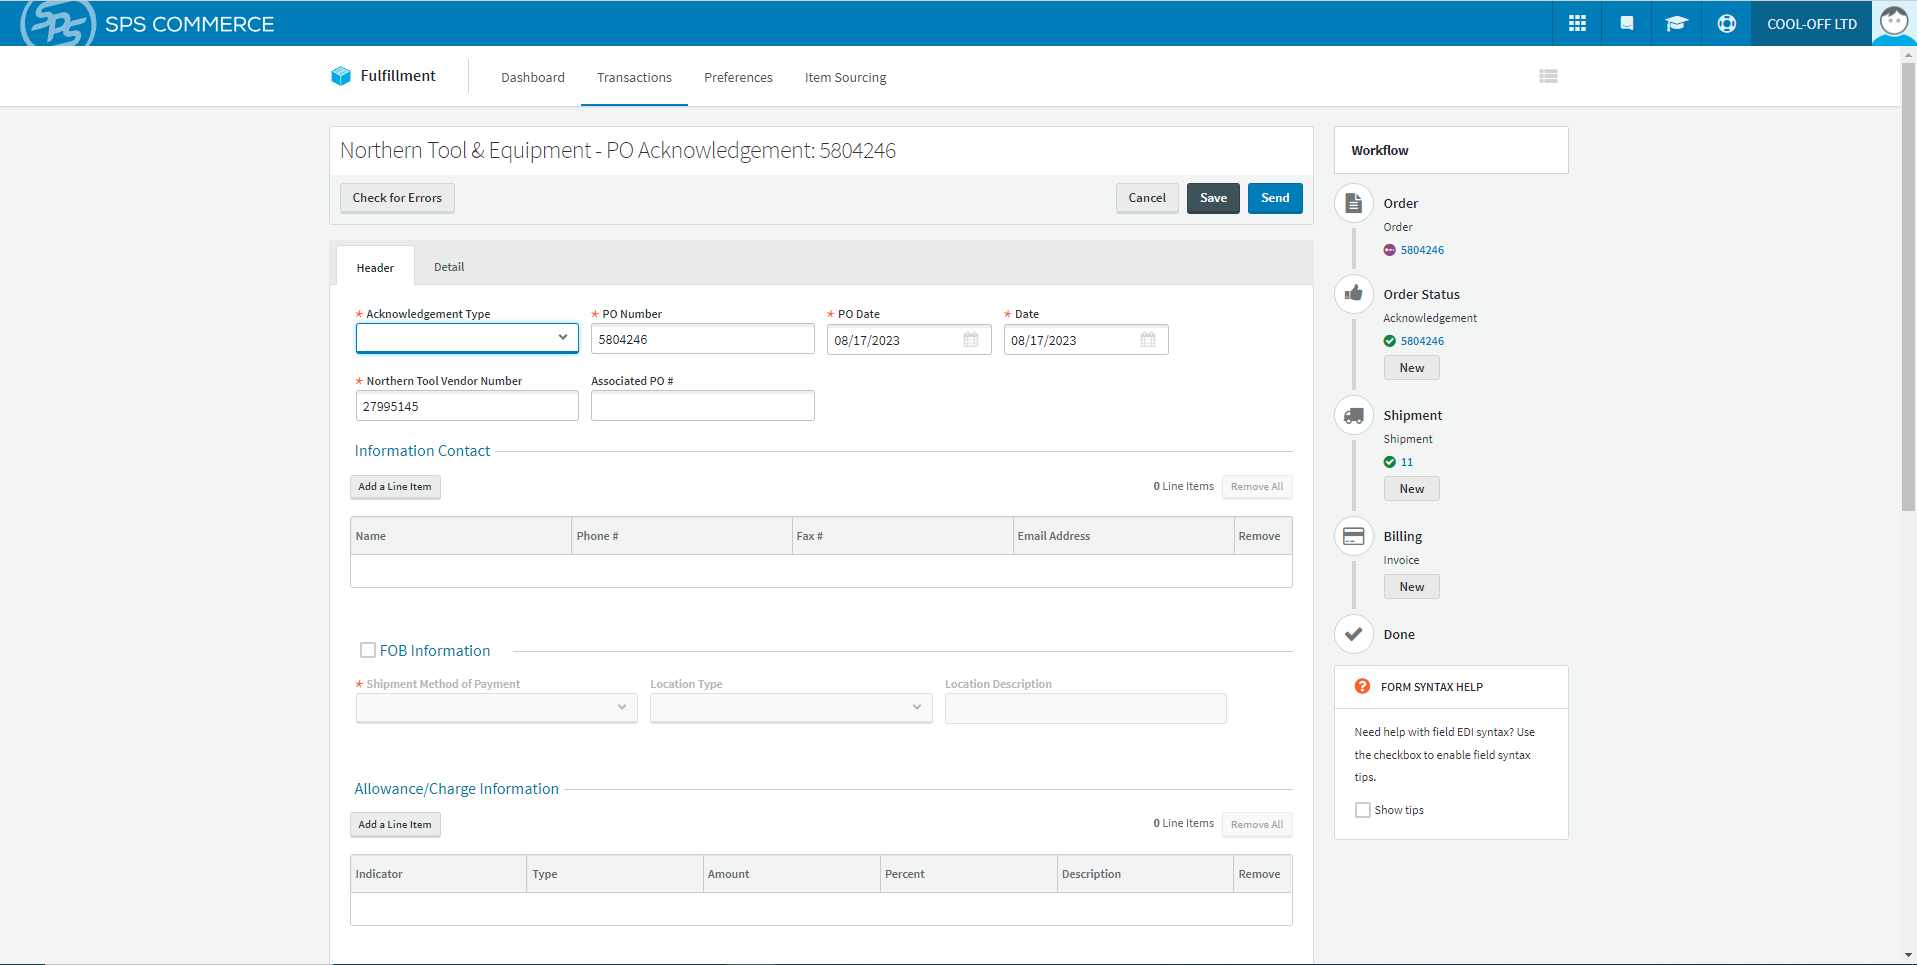 SPS COMMERCE
COOL-OFF LTD
Fulfillment
Dashboard
Transactions
Preferences
Item Sourcing
Northern Tool & Equipment - PO Acknowledgement: 5804246
Check for Errors
Cancel
Save
Send
Header
Detail
* Acknowledgement Type
* PO Number
* PO Date
* Date
5804246
08/17/2023
08/17/2023
* Northern Tool Vendor Number
Associated PO #
27995145
Information Contact
Add a Line Item
0 Line Items
Remove All
Name
Phone #
Fax #
Email Address
Remove
FOB Information
* Shipment Method of Payment
Location Type
Location Description
Allowance/Charge Information
Add a Line Item
0 Line Items
Remove All
Indicator
Type
Amount
Percent
Description
Remove
Workflow
Order
Order
5804246
Order Status
Acknowledgement
5804246
New
Shipment
Shipment
11
New
Billing
Invoice
New
Done
FORM SYNTAX HELP
Need help with field EDI syntax? Use
the checkbox to enable field syntax
tips.
Show tips